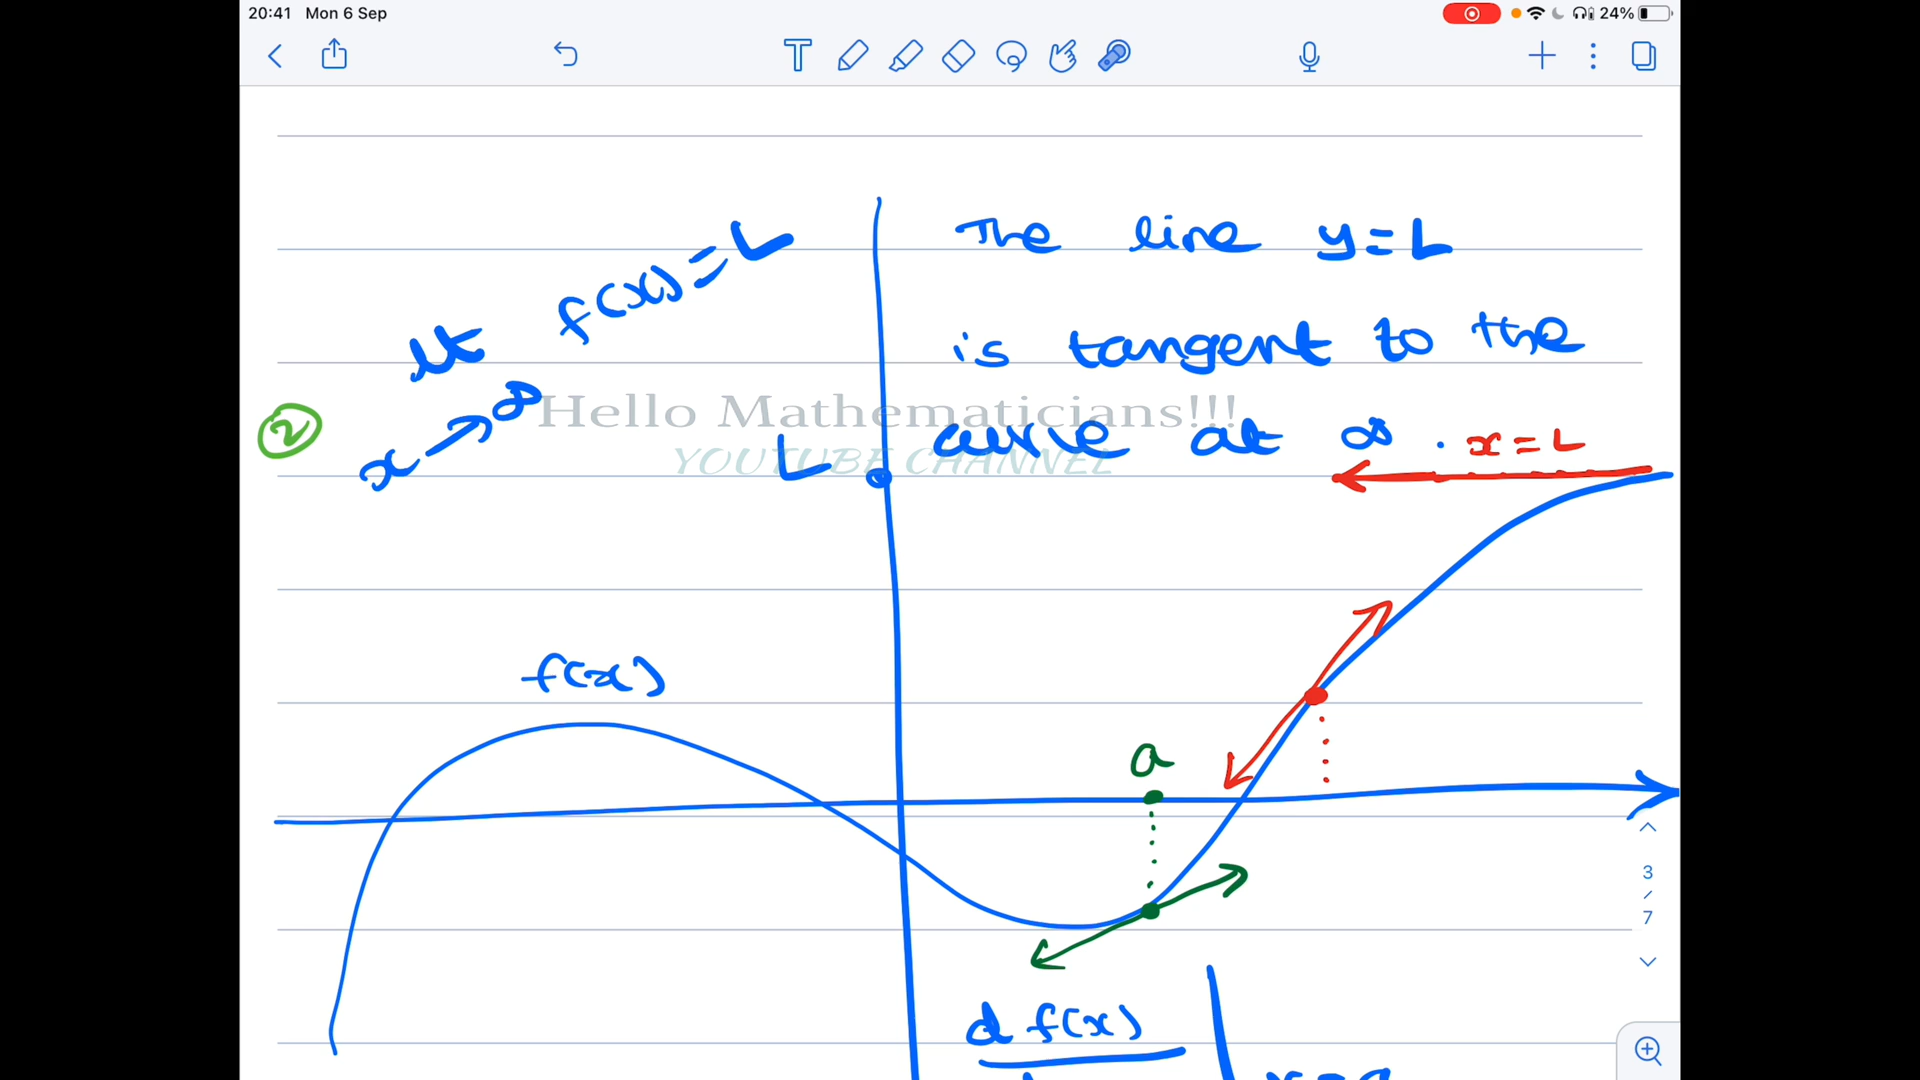 20:41 Mon 6 Sep
24%
lt f(x) = L
x → ∞
2
The line y = L
is tangent to the
curve at ∞ .
x = L
Hello Mathematicians!!!
YOUTUBE CHANNEL
L
f(x)
a
3
/
7
d f(x)
x = a